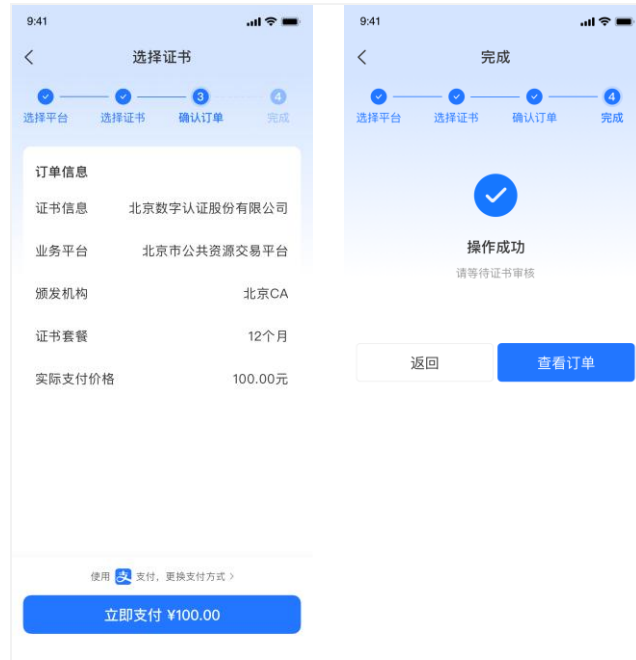 9:41
选择证书
选择平台 选择证书 3 确认订单 4 完成
订单信息
证书信息 北京数字认证股份有限公司
业务平台 北京市公共资源交易平台
颁发机构 北京CA
证书套餐 12个月
实际支付价格 100.00元
使用 支 支付，更换支付方式 >
立即支付 ¥100.00
9:41
完成
选择平台 选择证书 确认订单 4 完成
操作成功
请等待证书审核
返回 查看订单